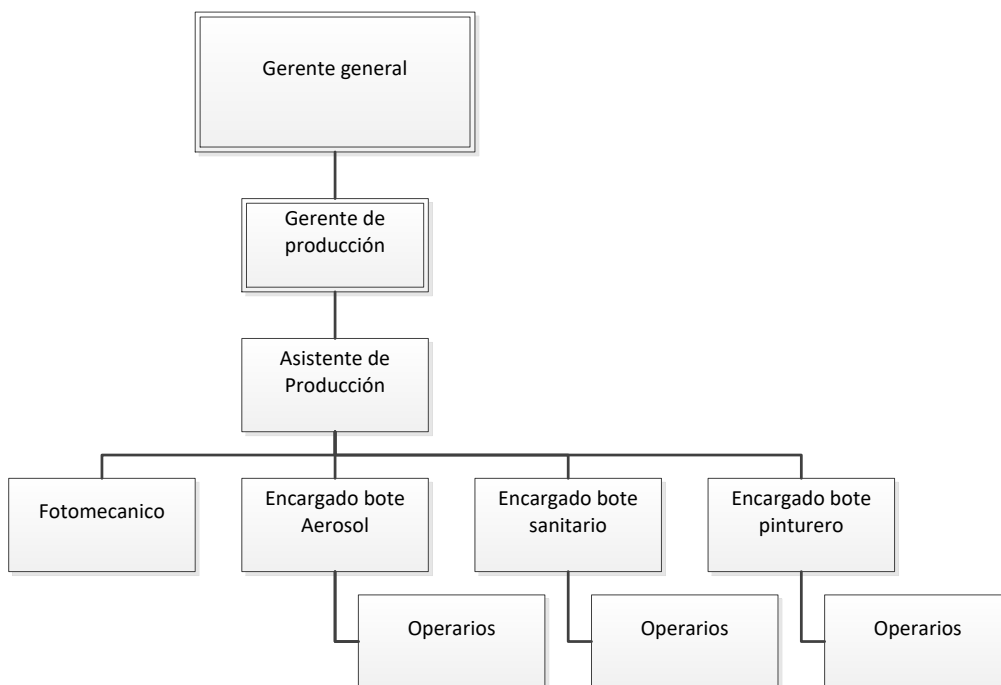 Gerente general
Gerente de
producción
Asistente de
Producción
Fotomecanico
Encargado bote
Aerosol
Encargado bote
sanitario
Encargado bote
pinturero
Operarios
Operarios
Operarios